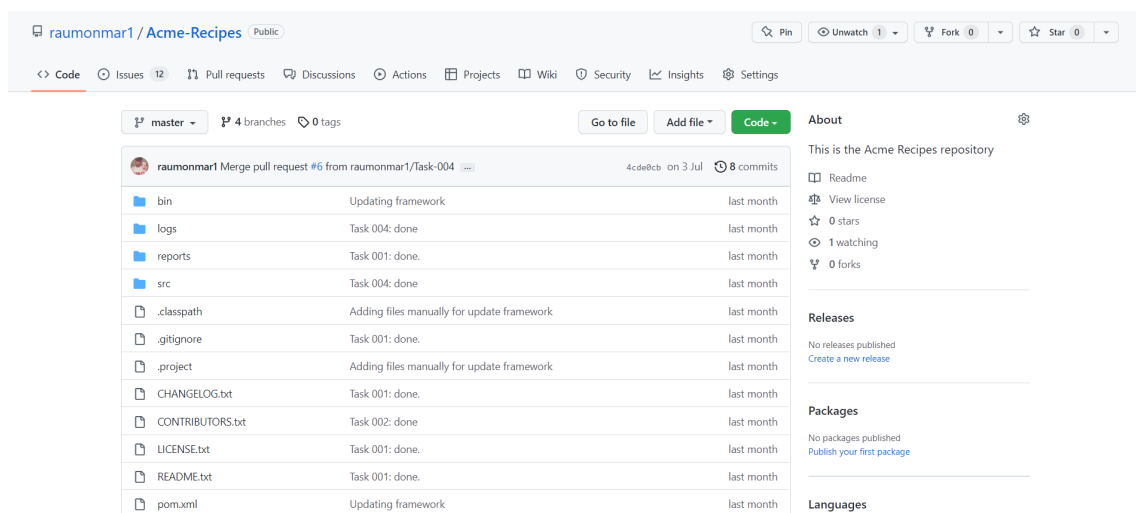 raumonmar1 / Acme-Recipes Public
Pin
Unwatch 1
Fork 0
Star 0
Code
Issues 12
Pull requests
Discussions
Actions
Projects
Wiki
Security
Insights
Settings
master
4 branches
0 tags
Go to file
Add file
Code
raumonmar1 Merge pull request #6 from raumonmar1/Task-004 ...
4cde0cb on 3 Jul
8 commits
bin Updating framework last month
logs Task 004: done last month
reports Task 001: done. last month
src Task 004: done last month
.classpath Adding files manually for update framework last month
.gitignore Task 001: done. last month
.project Adding files manually for update framework last month
CHANGELOG.txt Task 001: done. last month
CONTRIBUTORS.txt Task 002: done last month
LICENSE.txt Task 001: done. last month
README.txt Task 001: done. last month
pom.xml Updating framework last month
About
This is the Acme Recipes repository
Readme
View license
0 stars
1 watching
0 forks
Releases
No releases published
Create a new release
Packages
No packages published
Publish your first package
Languages